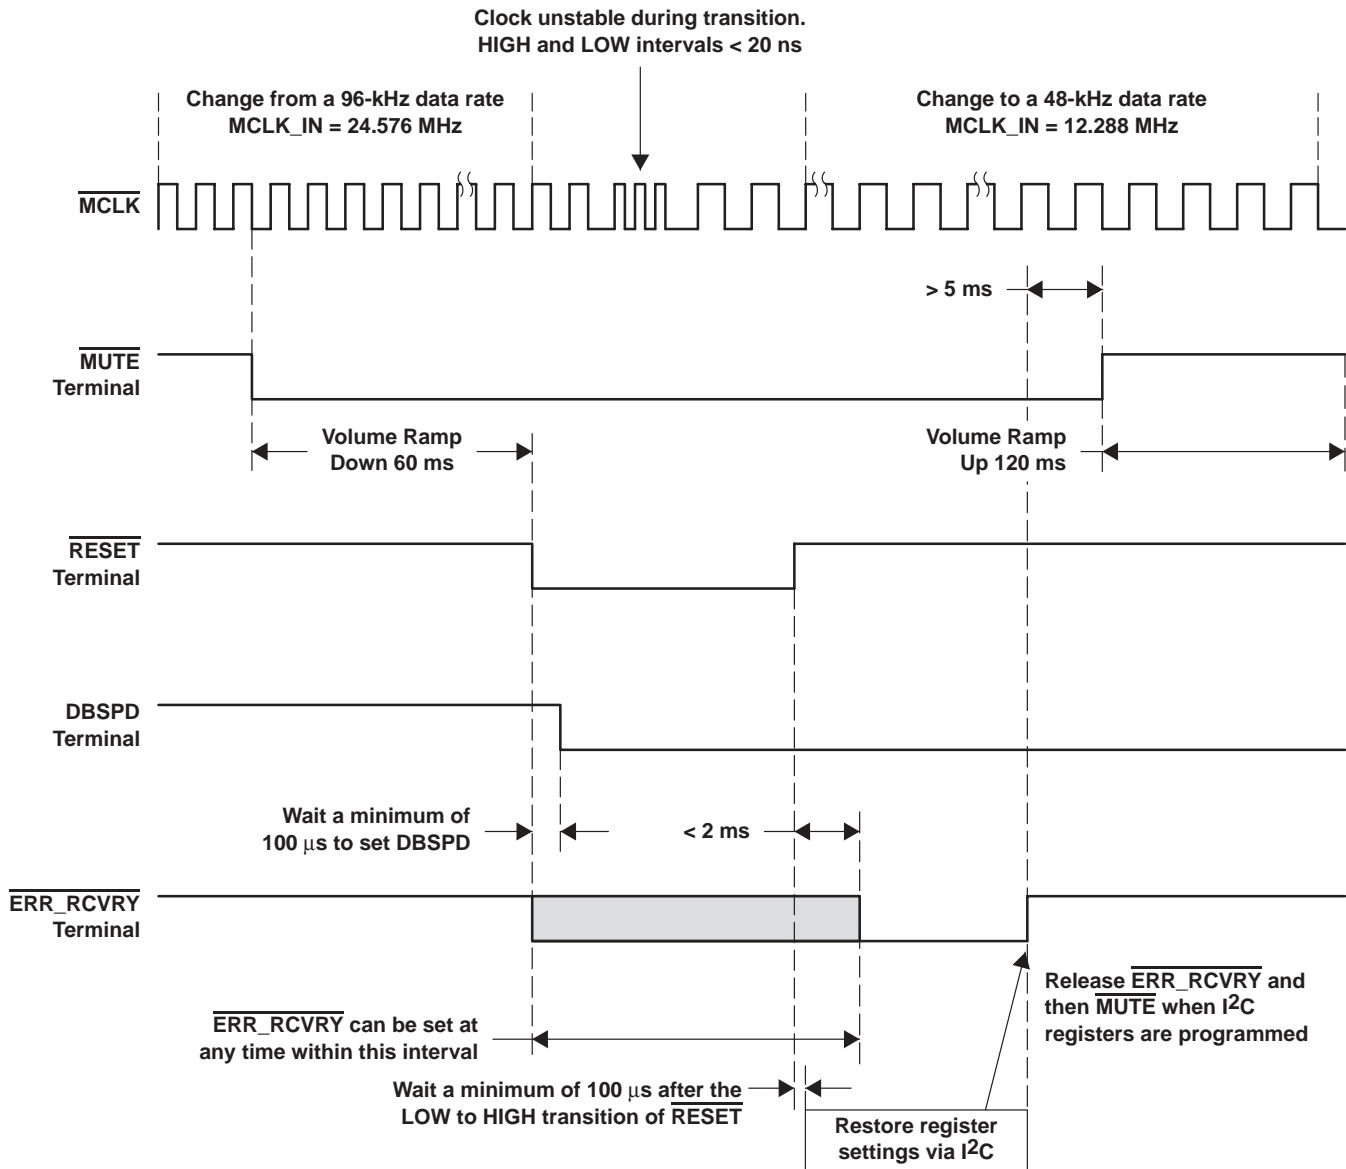 Clock unstable during transition.
HIGH and LOW intervals < 20 ns
Change from a 96-kHz data rate
MCLK_IN = 24.576 MHz
Change to a 48-kHz data rate
MCLK_IN = 12.288 MHz
MCLK
> 5 ms
MUTE
Terminal
Volume Ramp
Down 60 ms
Volume Ramp
Up 120 ms
RESET
Terminal
DBSPD
Terminal
Wait a minimum of
100 μs to set DBSPD
< 2 ms
ERR_RCVRY
Terminal
ERR_RCVRY can be set at
any time within this interval
Release ERR_RCVRY and
then MUTE when I2C
registers are programmed
Wait a minimum of 100 μs after the
LOW to HIGH transition of RESET
Restore register
settings via I2C